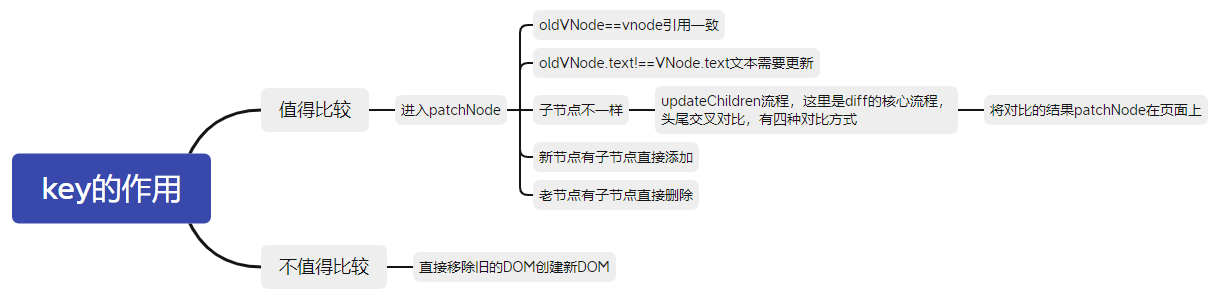 key的作用
值得比较
进入patchNode
oldVNode==vnode引用一致
oldVNode.text!==VNode.text文本需要更新
子节点不一样
updateChildren流程，这里是diff的核心流程，
头尾交叉对比，有四种对比方式
将对比的结果patchNode在页面上
新节点有子节点直接添加
老节点有子节点直接删除
不值得比较
直接移除旧的DOM创建新DOM